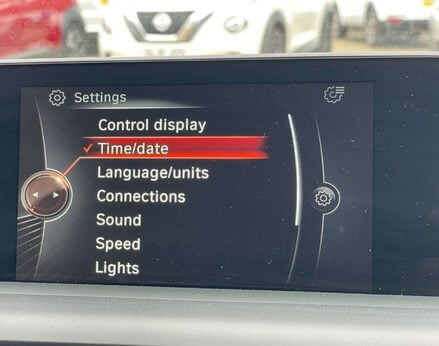 Settings
Control display
Time/date
Language/units
Connections
Sound
Speed
Lights